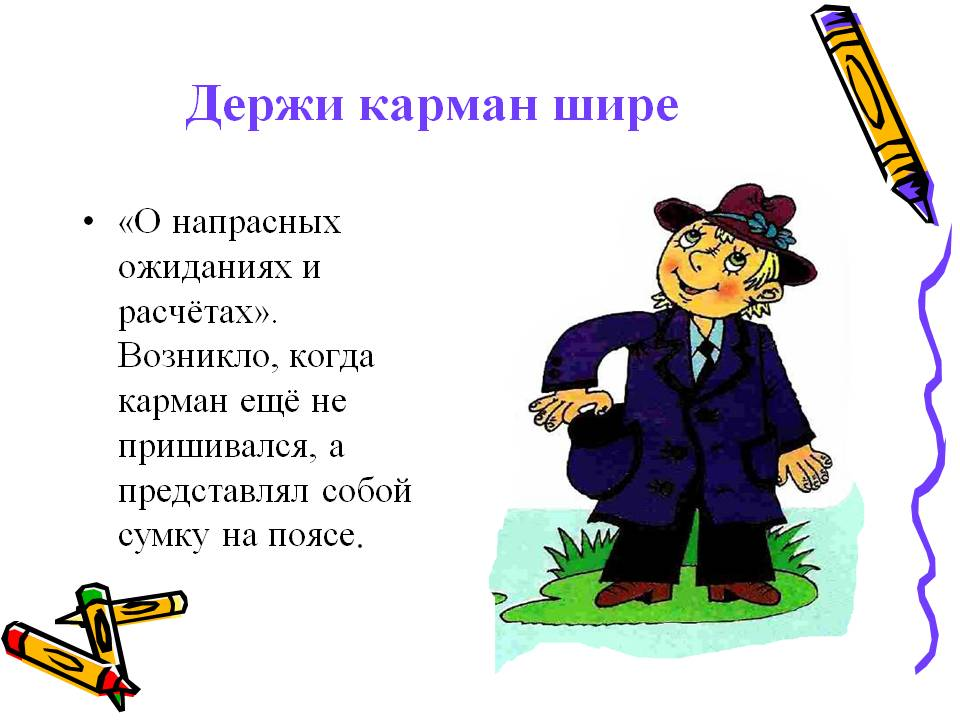 Держи карман шире
• «О напрасных
ожиданиях и
расчётах».
Возникло, когда
карман ещё не
пришивался, а
представлял собой
сумку на поясе.